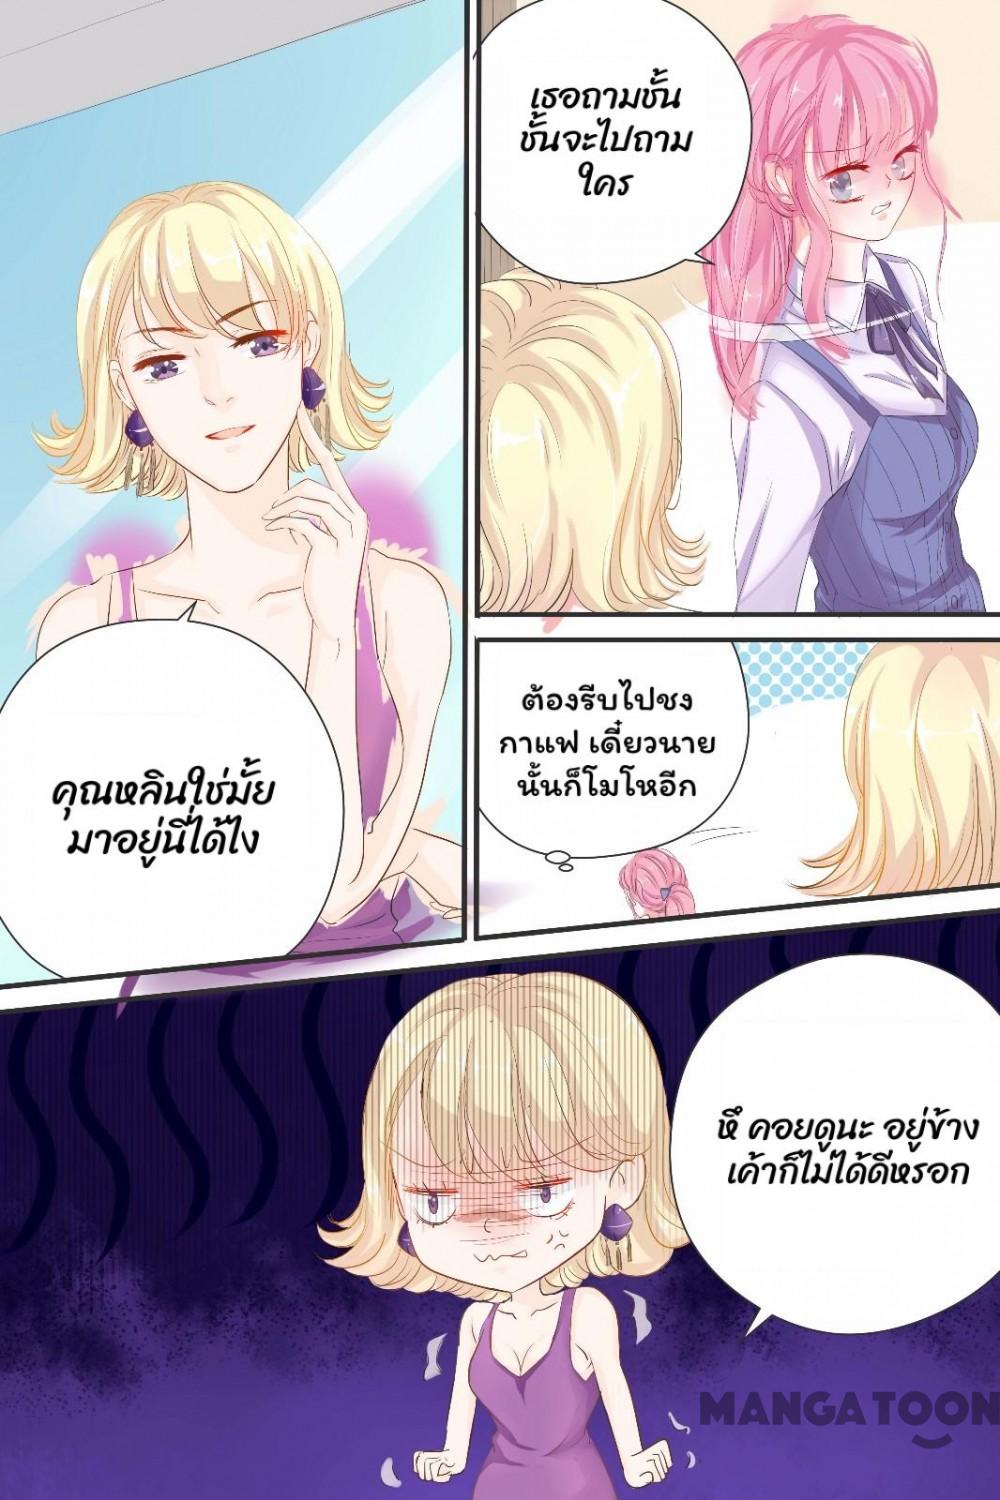 คุณหลินใช่มั้ย
มาอยู่นี่ได้ไง
เธอถามชั้น
ชั้นจะไปถาม
ใคร
ต้องรีบไปชง
กาแฟ เดี๋ยวนาย
นั้นก็โมโหอีก
หึ คอยดูนะ อยู่ข้าง
เค้าก็ไม่ได้ดีหรอก
MANGATOON